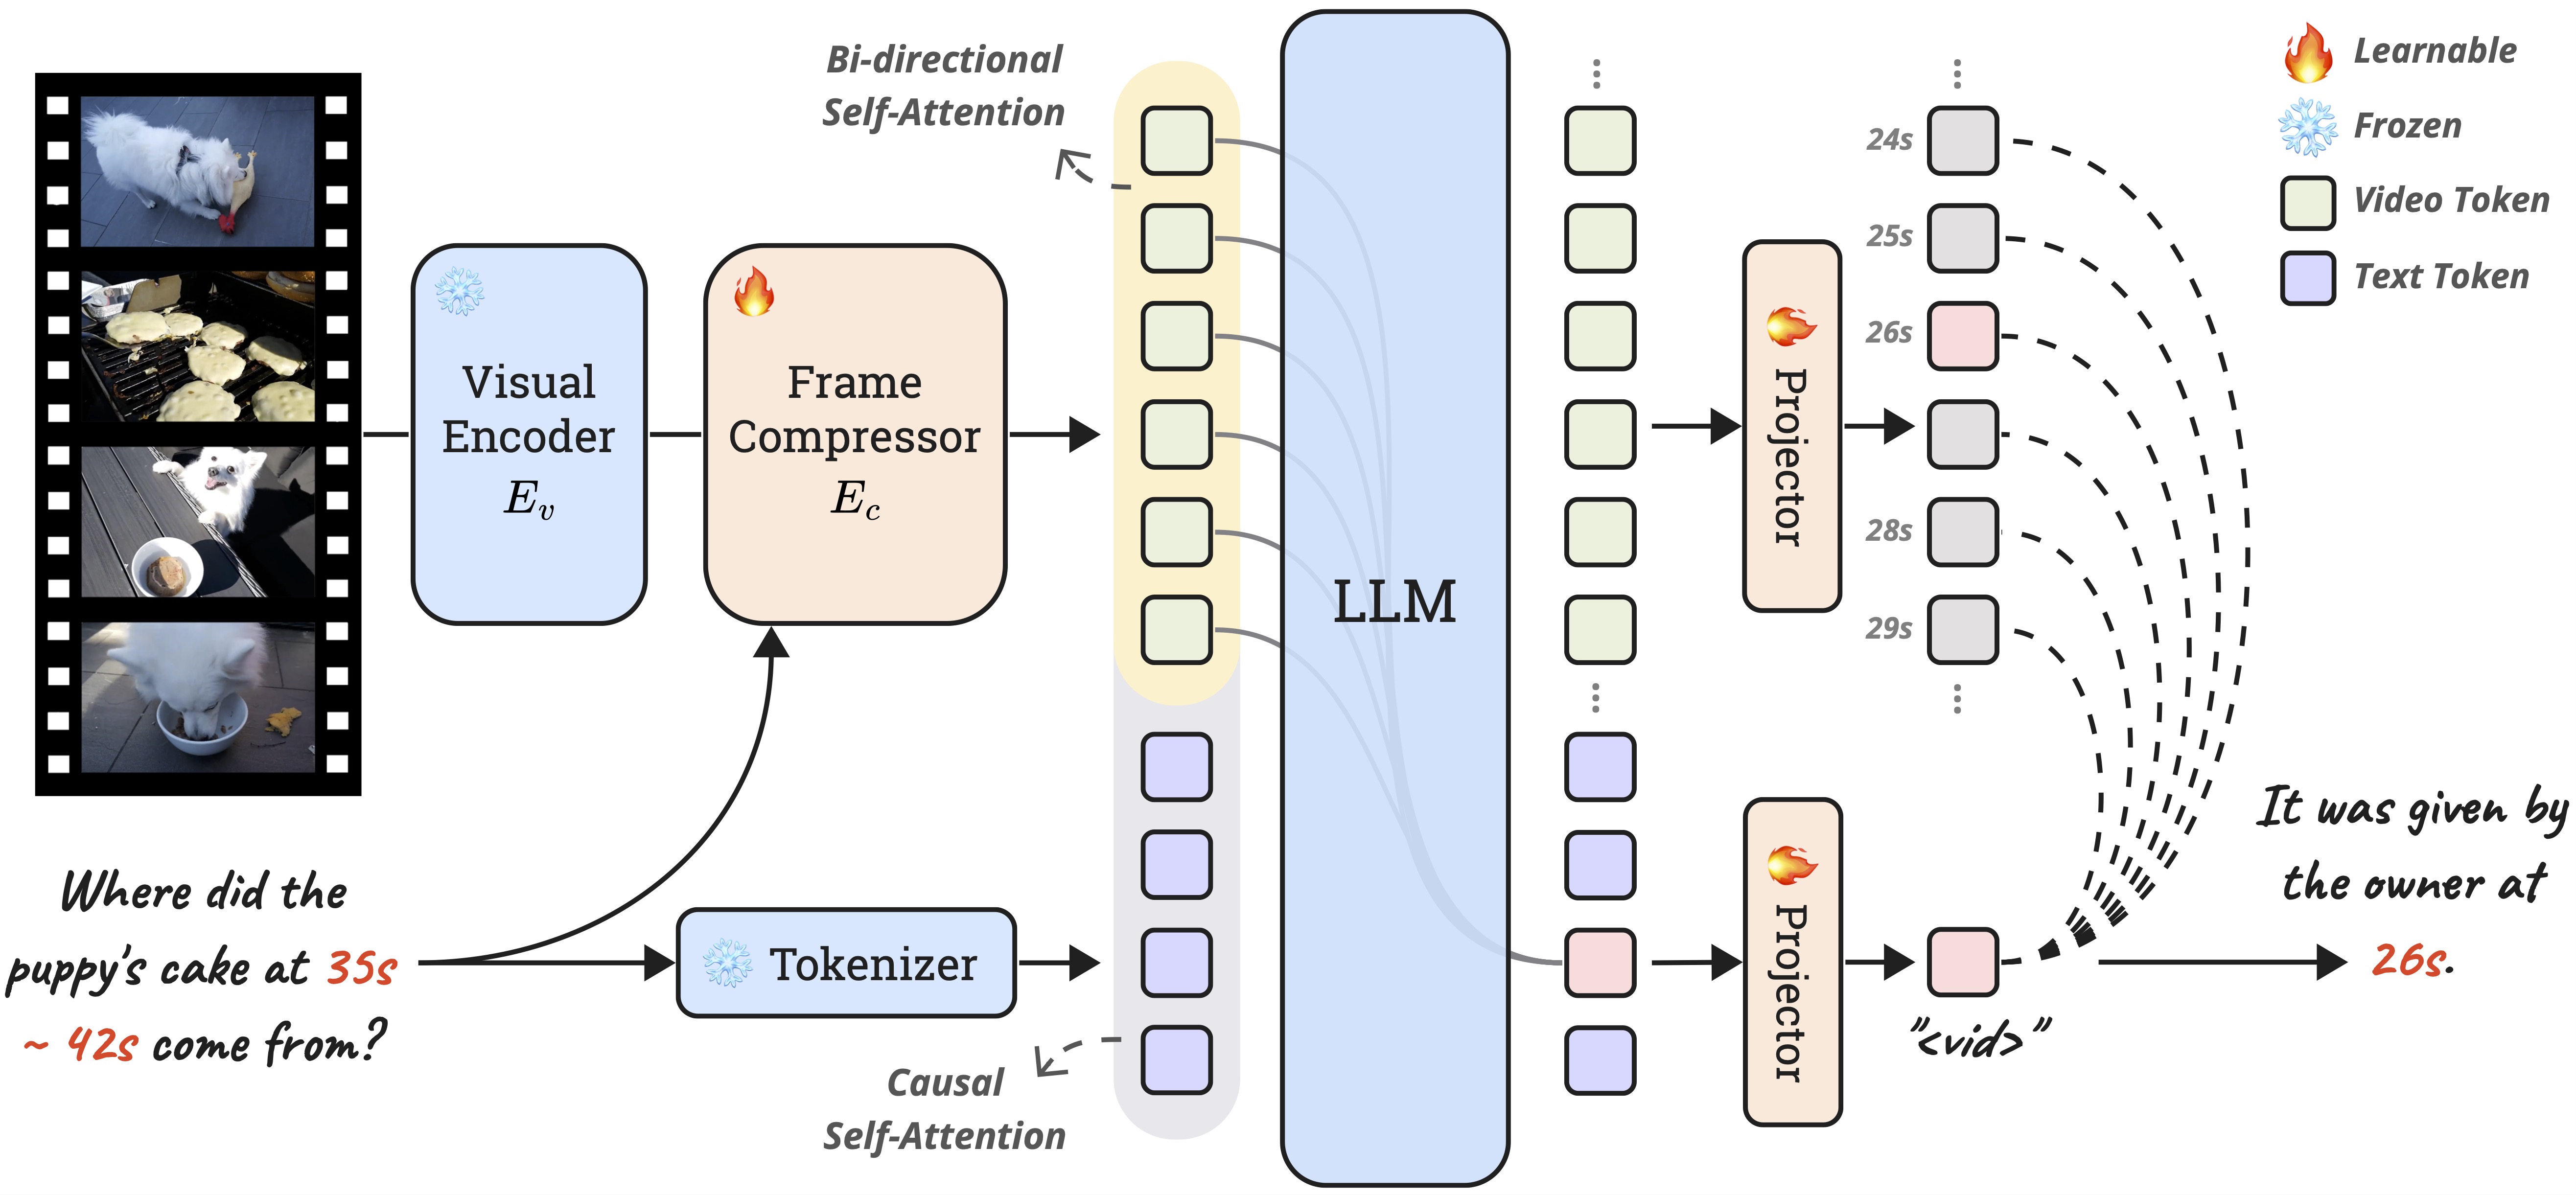 Bi-directional
Self-Attention
Learnable
Frozen
Video Token
Text Token
Visual
Encoder
E_v
Frame
Compressor
E_c
LLM
Projector
24s
25s
26s
28s
29s
Where did the
puppy's cake at 35s
~ 42s come from?
Tokenizer
Causal
Self-Attention
Projector
"<vid>"
It was given by
the owner at
26s.